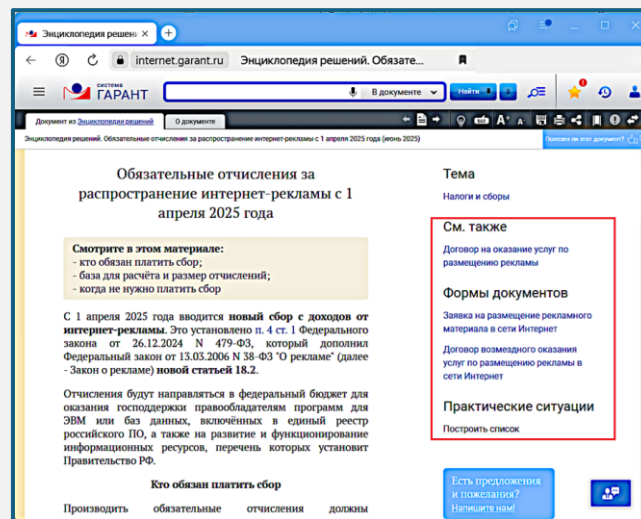 Энциклопедия решени
internet.garant.ru Энциклопедия решений. Обязате...
СИСТЕМА
ГАРАНТ
В документе
Найти
Документ из Энциклопедии решений
О документе
Энциклопедия решений. Обязательные отчисления за распространение интернет-рекламы с 1 апреля 2025 года (июнь 2025)
Полезен ли этот документ?
Обязательные отчисления за
распространение интернет-рекламы с 1
апреля 2025 года
Смотрите в этом материале:
- кто обязан платить сбор;
- база для расчёта и размер отчислений;
- когда не нужно платить сбор
С 1 апреля 2025 года вводится новый сбор с доходов от
интернет-рекламы. Это установлено п. 4 ст. 1 Федерального
закона от 26.12.2024 N 479-ФЗ, который дополнил
Федеральный закон от 13.03.2006 N 38-ФЗ "О рекламе" (далее
- Закон о рекламе) новой статьей 18.2.
Отчисления будут направляться в федеральный бюджет для
оказания господдержки правообладателям программ для
ЭВМ или баз данных, включённых в единый реестр
российского ПО, а также на развитие и функционирование
информационных ресурсов, перечень которых установит
Правительство РФ.
Кто обязан платить сбор
Производить обязательные отчисления должны
Тема
Налоги и сборы
См. также
Договор на оказание услуг по
размещению рекламы
Формы документов
Заявка на размещение рекламного
материала в сети Интернет
Договор возмездного оказания
услуг по размещению рекламы в
сети Интернет
Практические ситуации
Построить список
Есть предложения
и пожелания?
Напишите нам!